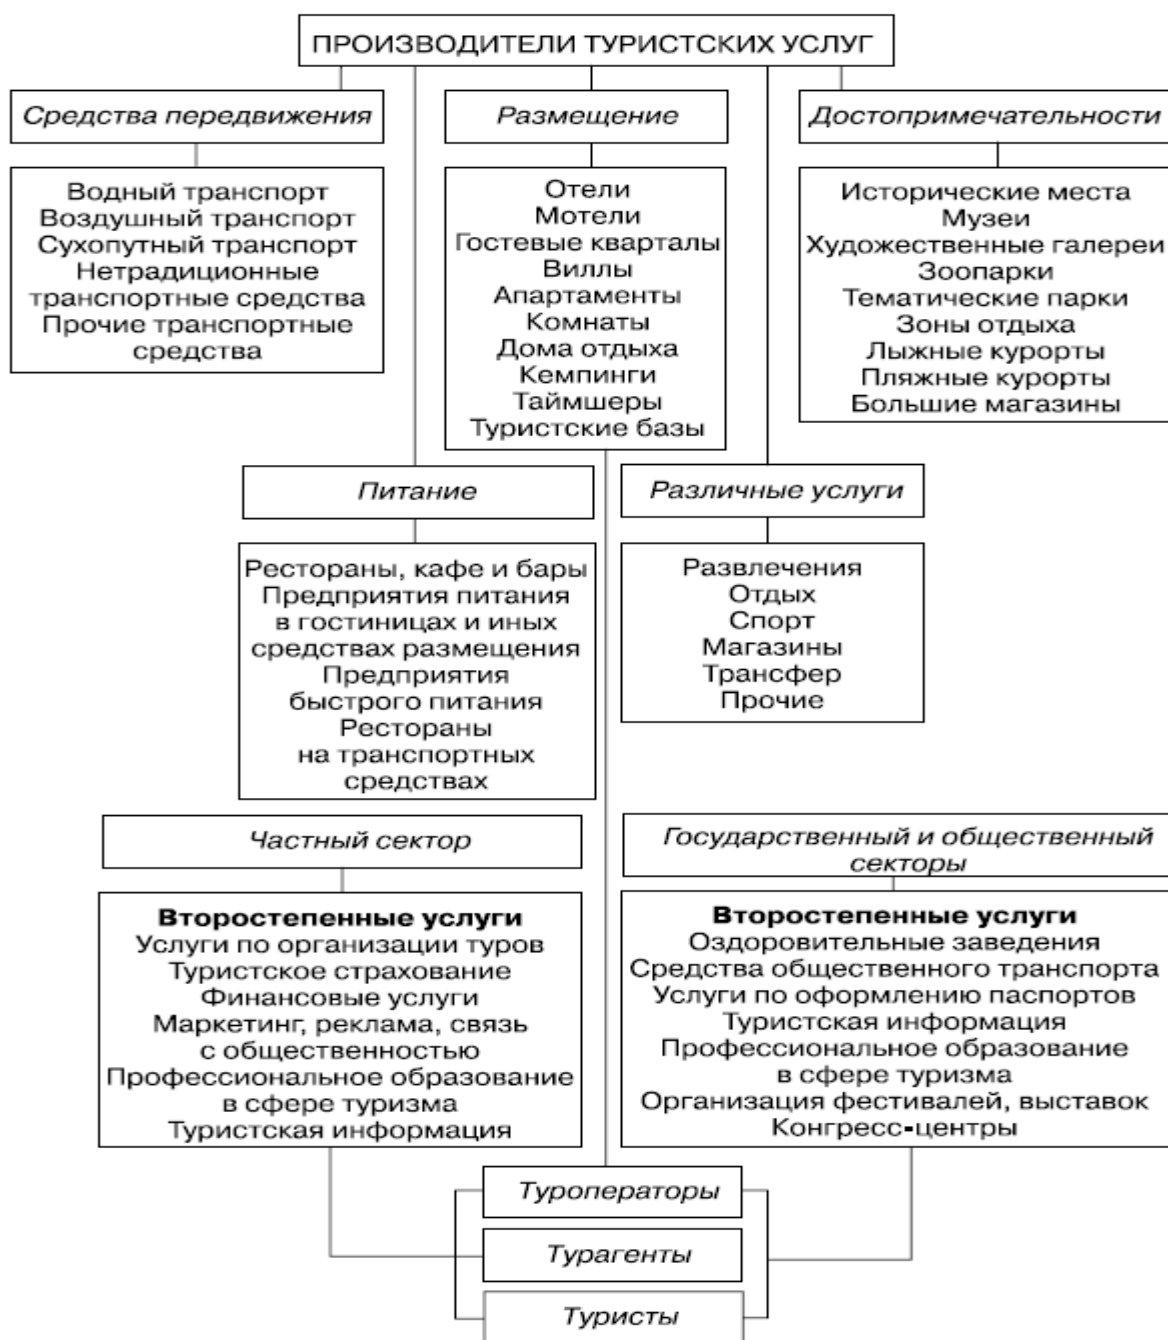 ПРОИЗВОДИТЕЛИ ТУРИСТСКИХ УСЛУГ
Средства передвижения
Водный транспорт
Воздушный транспорт
Сухопутный транспорт
Нетрадиционные
транспортные средства
Прочие транспортные
средства
Размещение
Отели
Мотели
Гостевые кварталы
Виллы
Апартаменты
Комнаты
Дома отдыха
Кемпинги
Таймшеры
Туристские базы
Достопримечательности
Исторические места
Музеи
Художественные галереи
Зоопарки
Тематические парки
Зоны отдыха
Лыжные курорты
Пляжные курорты
Большие магазины
Питание
Рестораны, кафе и бары
Предприятия питания
в гостиницах и иных
средствах размещения
Предприятия
быстрого питания
Рестораны
на транспортных
средствах
Различные услуги
Развлечения
Отдых
Спорт
Магазины
Трансфер
Прочие
Частный сектор
Второстепенные услуги
Услуги по организации туров
Туристское страхование
Финансовые услуги
Маркетинг, реклама, связь
с общественностью
Профессиональное образование
в сфере туризма
Туристская информация
Государственный и общественный
секторы
Второстепенные услуги
Оздоровительные заведения
Средства общественного транспорта
Услуги по оформлению паспортов
Туристская информация
Профессиональное образование
в сфере туризма
Организация фестивалей, выставок
Конгресс-центры
Туроператоры
Турагенты
Туристы